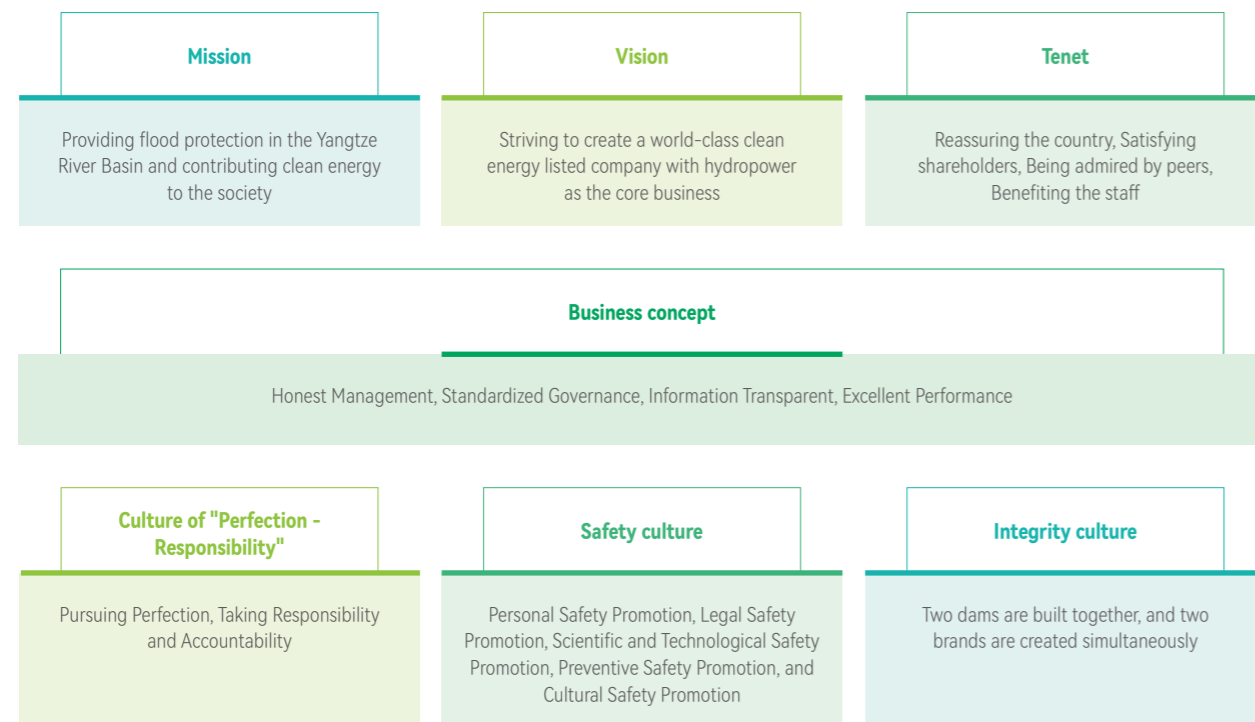 Mission
Providing flood protection in the Yangtze
River Basin and contributing clean energy
to the society
Vision
Striving to create a world-class clean
energy listed company with hydropower
as the core business
Tenet
Reassuring the country, Satisfying
shareholders, Being admired by peers,
Benefiting the staff
Business concept
Honest Management, Standardized Governance, Information Transparent, Excellent Performance
Culture of "Perfection -
Responsibility"
Pursuing Perfection, Taking Responsibility
and Accountability
Safety culture
Personal Safety Promotion, Legal Safety
Promotion, Scientific and Technological Safety
Promotion, Preventive Safety Promotion, and
Cultural Safety Promotion
Integrity culture
Two dams are built together, and two
brands are created simultaneously